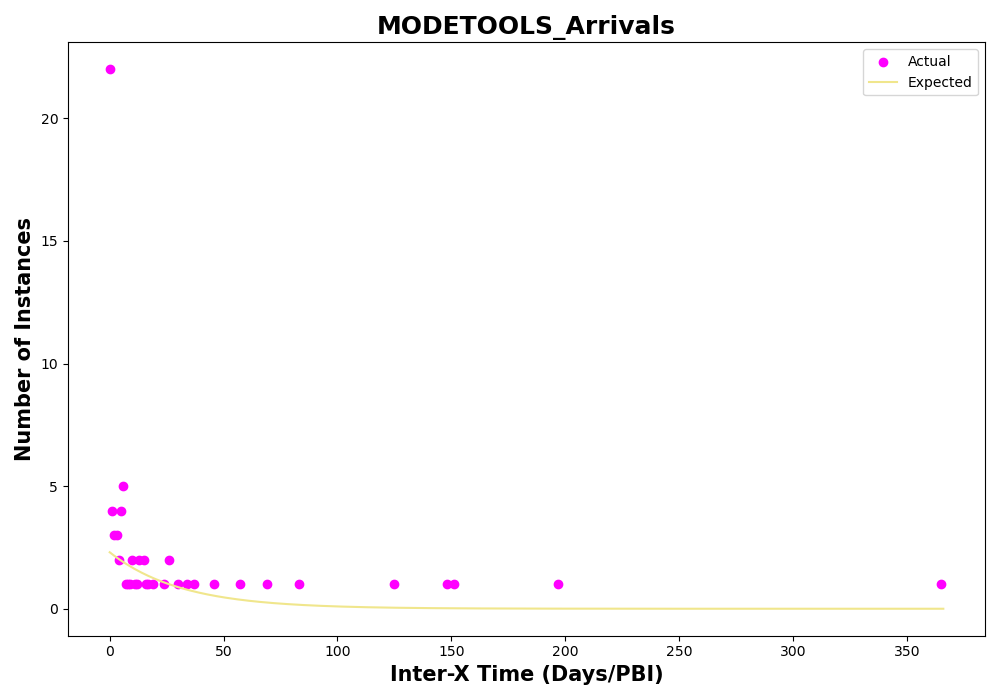 MODETOOLS_Arrivals
Actual
Expected
Number of Instances
20
15
10
5
0
0
50
100
150
200
250
300
350
Inter-X Time (Days/PBI)